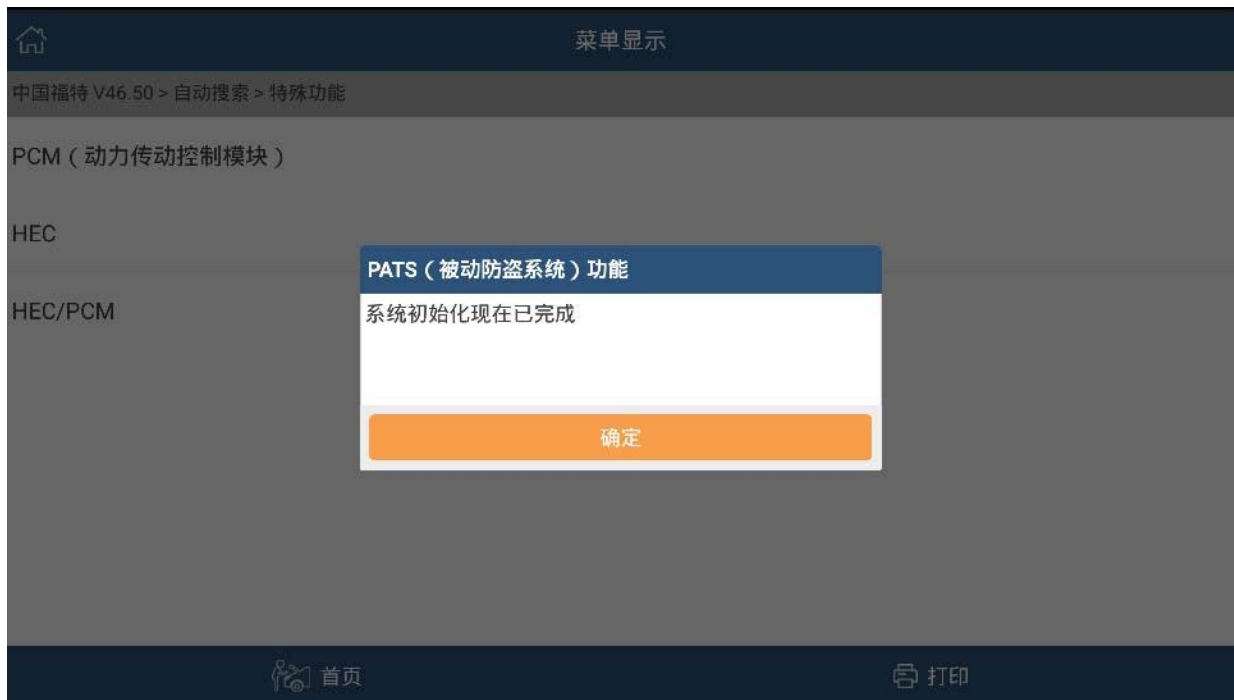 菜单显示
中国福特 V46.50 > 自动搜索 > 特殊功能
PCM（动力传动控制模块）
HEC
PATS（被动防盗系统）功能
HEC/PCM
系统初始化现在已完成
确定
首页
打印